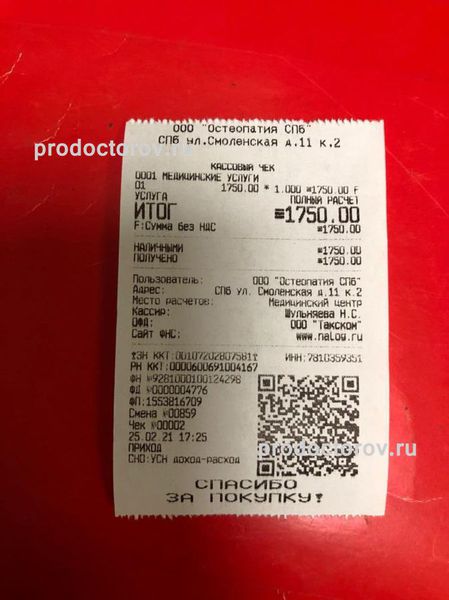 ООО "Остеопатия СПб"
СПб ул.Смоленская д.11 к.2
prodoctorov.ru
КАССОВЫЙ ЧЕК
0001 МЕДИЦИНСКИЕ УСЛУГИ
01 1750.00 * 1.000 =1750.00 F
УСЛУГА ПОЛНЫЙ РАСЧЕТ
ИТОГ =1750.00
F:Сумма без НДС =1750.00
НАЛИЧНЫМИ =1750.00
ПОЛУЧЕНО =1750.00
Пользователь: ООО "Остеопатия СПб"
Адрес: СПб ул. Смоленская д.11 к.2
Место расчетов: Медицинский центр
Кассир: Шульняева Н.С.
ОФД: ООО "Такском"
Сайт ФНС: www.nalog.ru
ЗН ККТ:00107202807581 ИНН:7810359351
РН ККТ:0000600691004167
ФН №9281000100124298
ФД №0000004776
ФП:1553816709
Смена №00859
Чек №00002
25.02.21 17:25
prodoctorov.ru
ПРИХОД
СНО:УСН доход-расход
СПАСИБО
ЗА ПОКУПКУ!